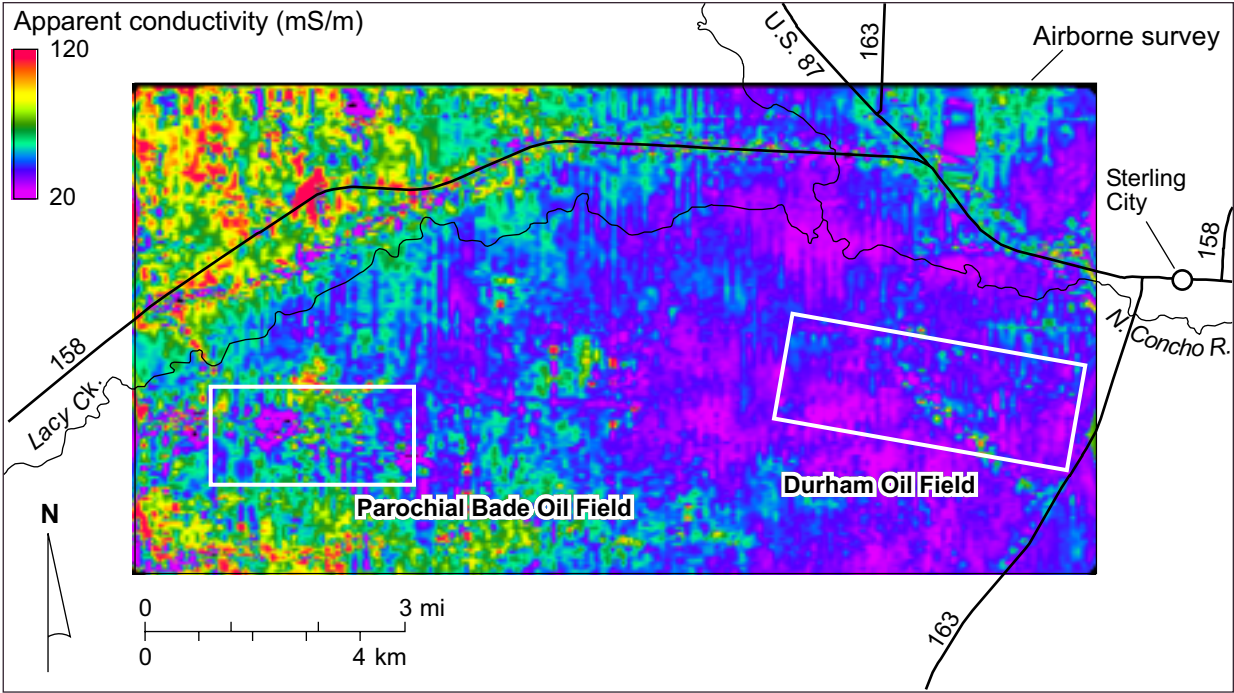 Apparent conductivity (mS/m)
120
20
U.S. 87
163
Airborne survey
Sterling
City
158
N. Concho R.
158
Lacy Ck.
Parochial Bade Oil Field
Durham Oil Field
163
N
0
3 mi
0
4 km